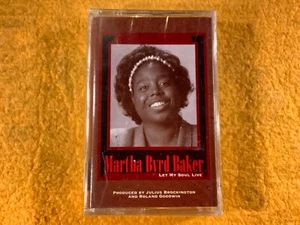 Martha Byrd Baker
Let My Soul Live
Produced by Julius Brockington
and Roland Goodwin